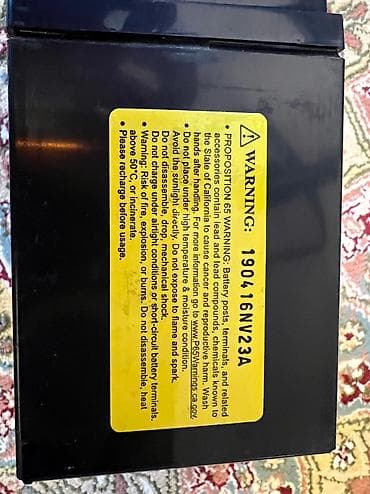 ⚠ WARNING: 190416NV23A
• PROPOSITION 65 WARNING: Battery posts, terminals, and related
accessories contain lead and lead compounds, chemicals known to
the State of California to cause cancer and reproductive harm. Wash
hands after handling. For more information go to www.P65Warnings.ca.gov.
• Do not place under high temperature & moisture condition.
Avoid the sunlight directly. Do not expose to flame and spark.
Do not disassemble, drop, mechanical shock.
Do not charge under airtight conditions or short-circuit battery terminals.
• Warning: Risk of fire, explosion, or burns. Do not disassemble, heat
above 50°C, or incinerate.
• Please recharge before usage.